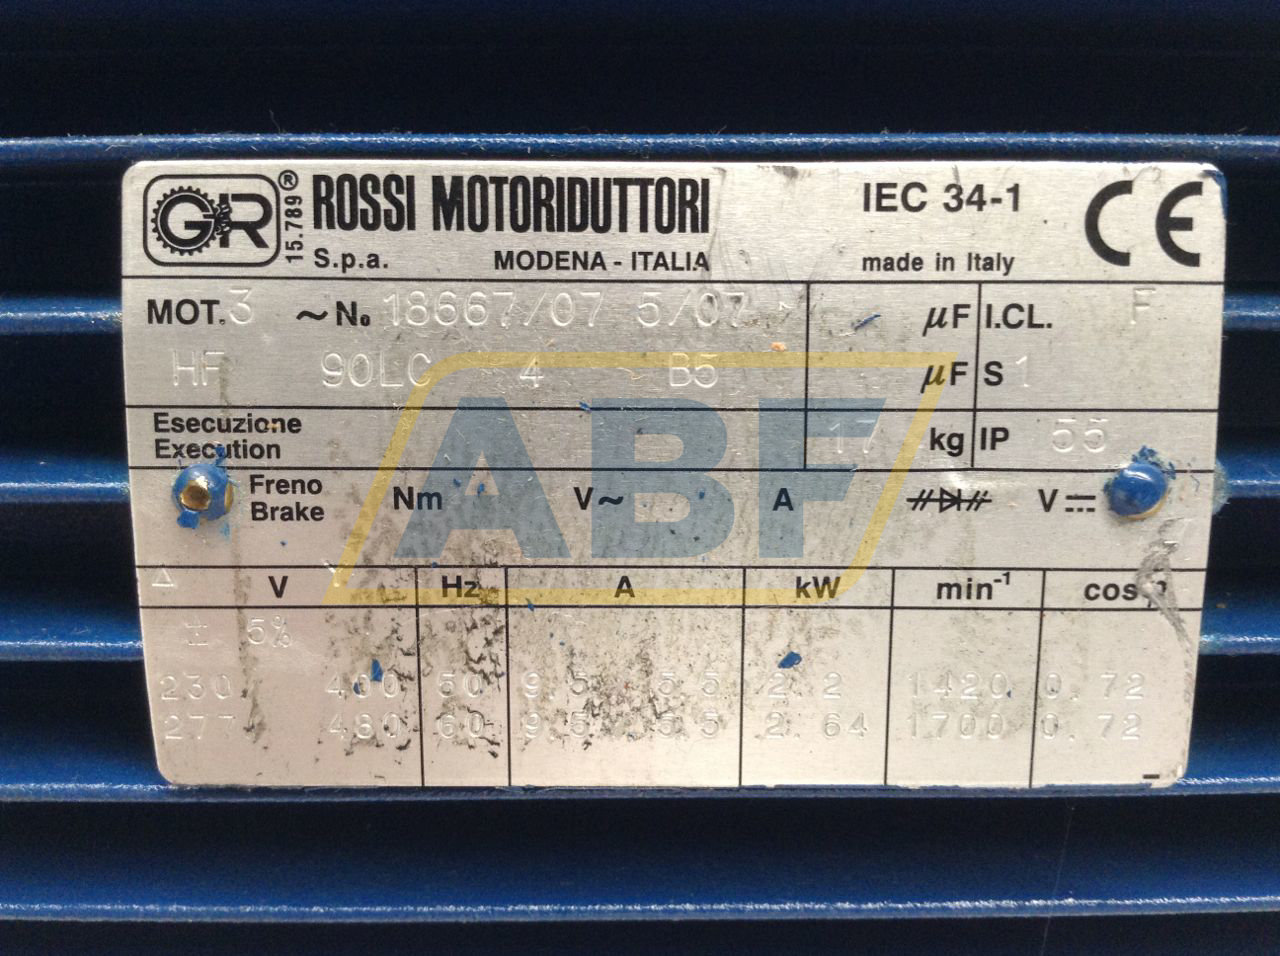 GR® 15.789 ROSSI MOTORIDUTTORI IEC 34-1 CE
S.p.a. MODENA - ITALIA made in Italy
MOT. 3 ~ No 18667/07 5/07 µF I.CL. F
HF 90LC 4 B5 µF S 1
Esecuzione
Execution 17 kg IP 55
Freno
Brake Nm V~ A V
ABF
Δ V Hz A kW min-1 cos φ
± 5%
230 400 50 9.5 5.5 2.2 1420 0.72
277 480 60 9.5 5.5 2.64 1700 0.72